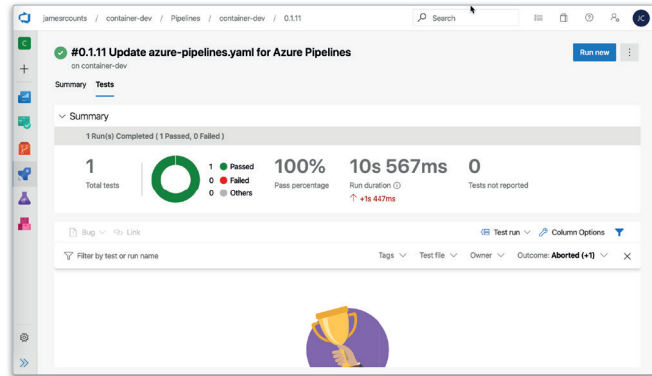 jamesrcounts / container-dev / Pipelines / container-dev / 0.1.11
Search
JC
C
#0.1.11 Update azure-pipelines.yaml for Azure Pipelines
on container-dev
Run new
Summary Tests
Summary
1 Run(s) Completed ( 1 Passed, 0 Failed )
1
Total tests
1 Passed
0 Failed
0 Others
100%
Pass percentage
10s 567ms
Run duration
+1s 447ms
0
Tests not reported
Bug Link
Test run Column Options
Filter by test or run name
Tags Test file Owner Outcome: Aborted (+1)